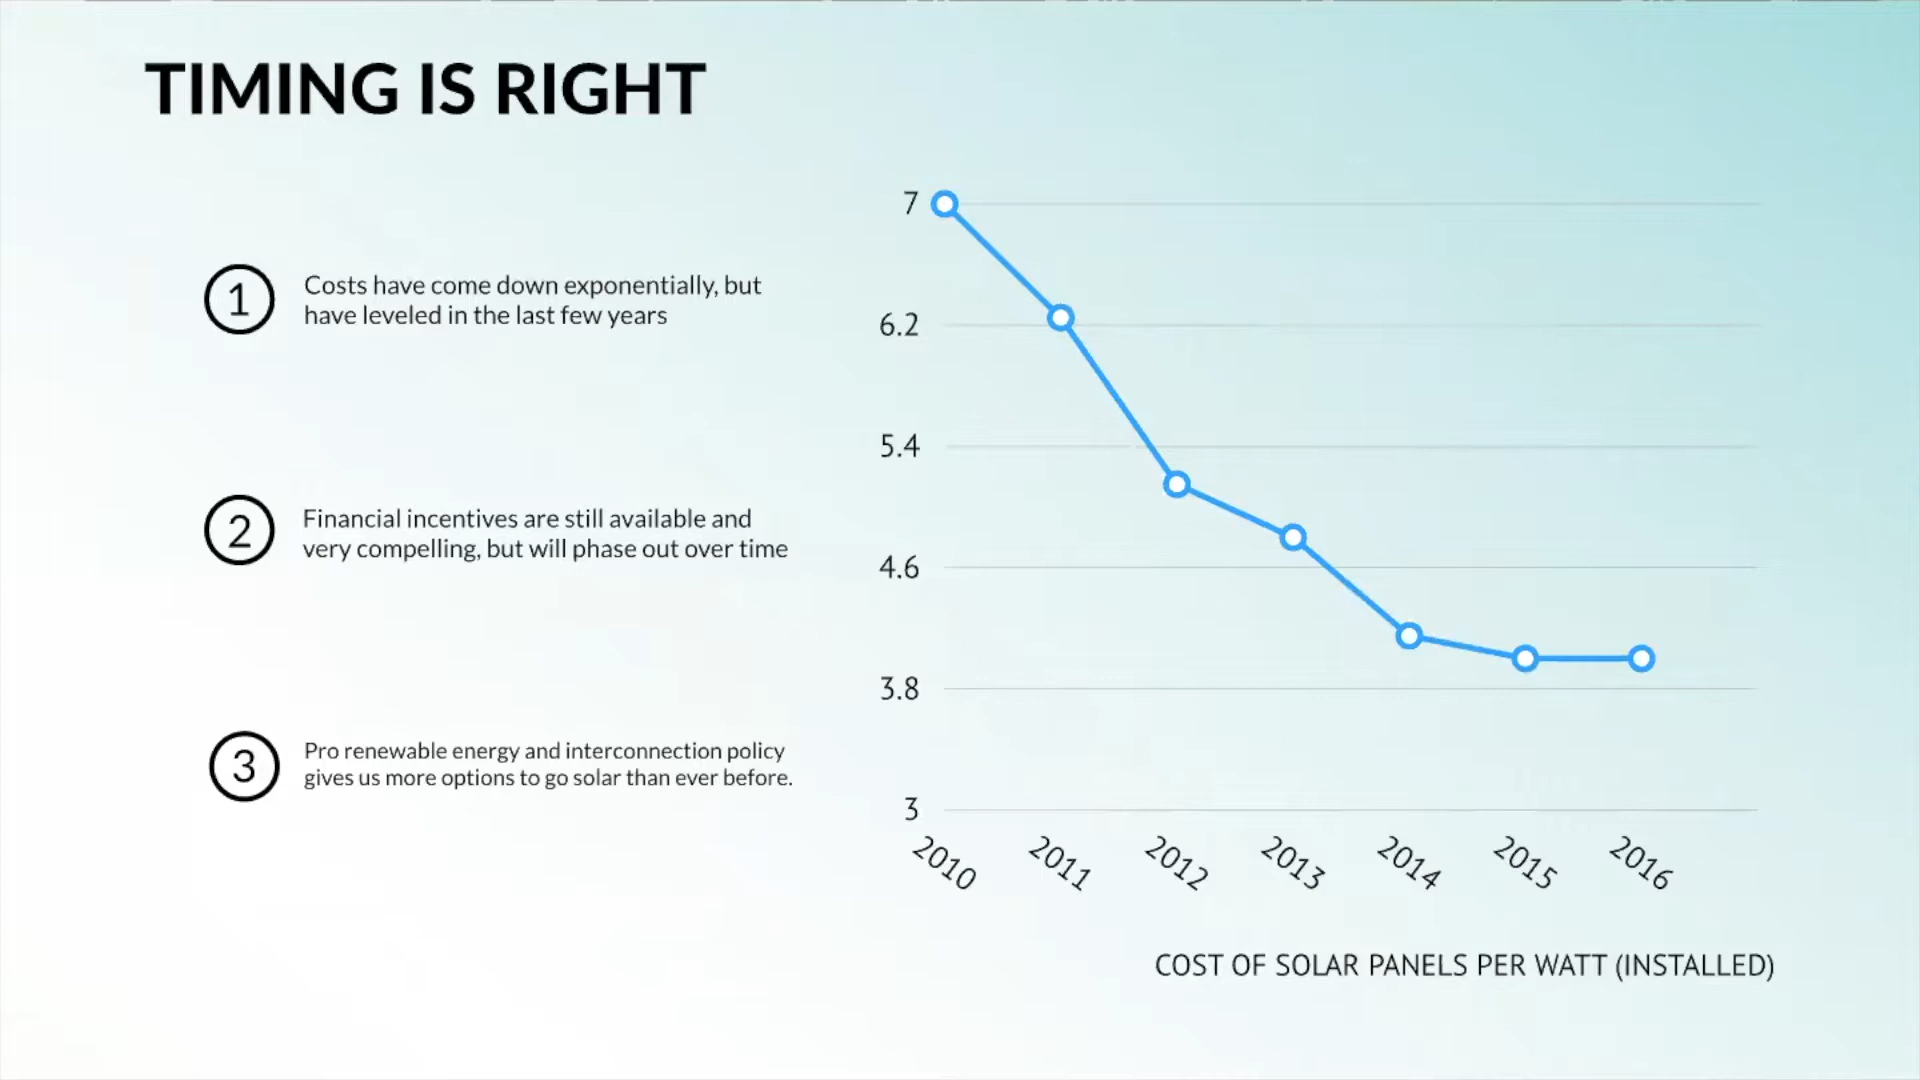 TIMING IS RIGHT
1
Costs have come down exponentially, but
have leveled in the last few years
2
Financial incentives are still available and
very compelling, but will phase out over time
3
Pro renewable energy and interconnection policy
gives us more options to go solar than ever before.
7
6.2
5.4
4.6
3.8
3
2010 2011 2012 2013 2014 2015 2016
COST OF SOLAR PANELS PER WATT (INSTALLED)